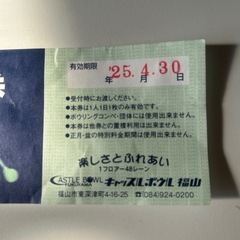 券
有効期限
'25.4.30
年 月 日
●受付時にお渡しください。
●本券は1人1日1枚のみ有効です。
●ボウリングコンペ・団体には使用出来ません。
●本券は他券との重複利用は出来ません。
●正月・盆の特別料金期間は使用出来ません。
楽しさとふれあい
1フロアー48レーン
CASTLE BOWL
FUKUYAMA
キャッスルボウル福山
福山市東深津町4-16-25 ☎084)924-0200